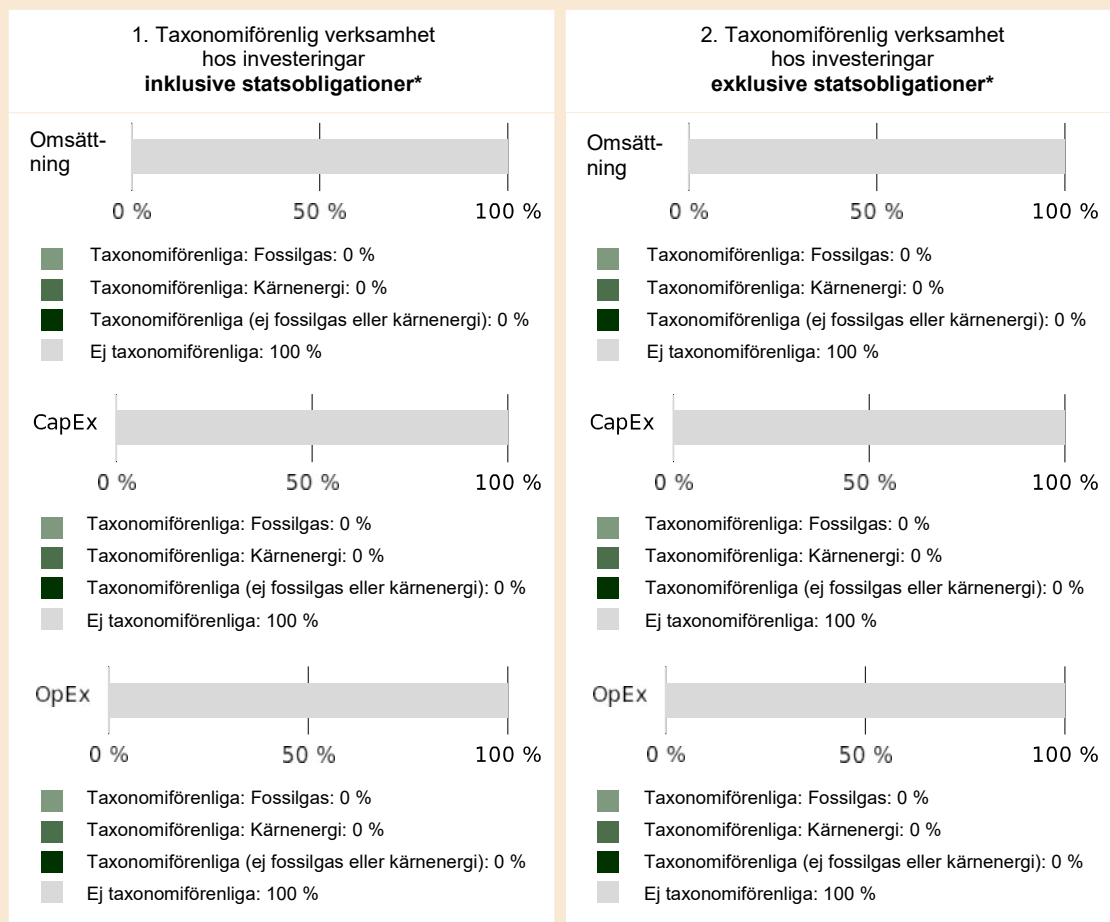 1. Taxonomiförenlig verksamhet
hos investeringar
inklusive statsobligationer*
Omsätt-
ning
0 % 50 % 100 %
Taxonomiförenliga: Fossilgas: 0 %
Taxonomiförenliga: Kärnenergi: 0 %
Taxonomiförenliga (ej fossilgas eller kärnenergi): 0 %
Ej taxonomiförenliga: 100 %
CapEx
0 % 50 % 100 %
Taxonomiförenliga: Fossilgas: 0 %
Taxonomiförenliga: Kärnenergi: 0 %
Taxonomiförenliga (ej fossilgas eller kärnenergi): 0 %
Ej taxonomiförenliga: 100 %
OpEx
0 % 50 % 100 %
Taxonomiförenliga: Fossilgas: 0 %
Taxonomiförenliga: Kärnenergi: 0 %
Taxonomiförenliga (ej fossilgas eller kärnenergi): 0 %
Ej taxonomiförenliga: 100 %
2. Taxonomiförenlig verksamhet
hos investeringar
exklusive statsobligationer*
Omsätt-
ning
0 % 50 % 100 %
Taxonomiförenliga: Fossilgas: 0 %
Taxonomiförenliga: Kärnenergi: 0 %
Taxonomiförenliga (ej fossilgas eller kärnenergi): 0 %
Ej taxonomiförenliga: 100 %
CapEx
0 % 50 % 100 %
Taxonomiförenliga: Fossilgas: 0 %
Taxonomiförenliga: Kärnenergi: 0 %
Taxonomiförenliga (ej fossilgas eller kärnenergi): 0 %
Ej taxonomiförenliga: 100 %
OpEx
0 % 50 % 100 %
Taxonomiförenliga: Fossilgas: 0 %
Taxonomiförenliga: Kärnenergi: 0 %
Taxonomiförenliga (ej fossilgas eller kärnenergi): 0 %
Ej taxonomiförenliga: 100 %